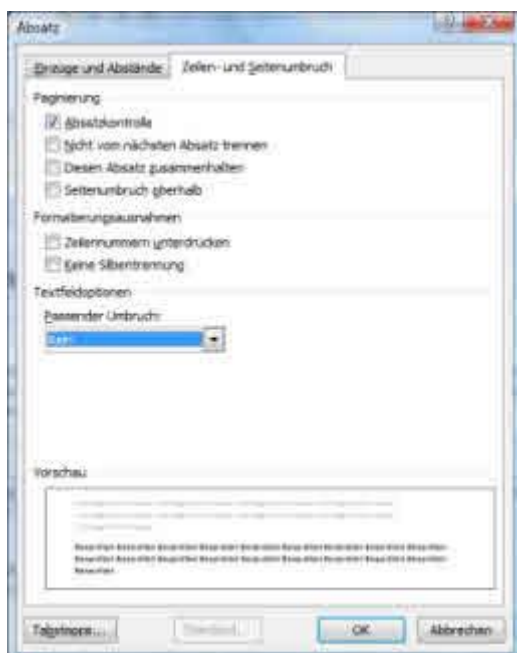 Absatz
Einzüge und Abstände
Zeilen- und Seitenumbruch
Paginierung
Absatzkontrolle
Nicht vom nächsten Absatz trennen
Diesen Absatz zusammenhalten
Seitenumbruch oberhalb
Formatierungsausnahmen
Zeilennummern unterdrücken
Keine Silbentrennung
Textfeldoptionen
Passender Umbruch:
Vorschau
Tabstopps...
Standard...
OK
Abbrechen